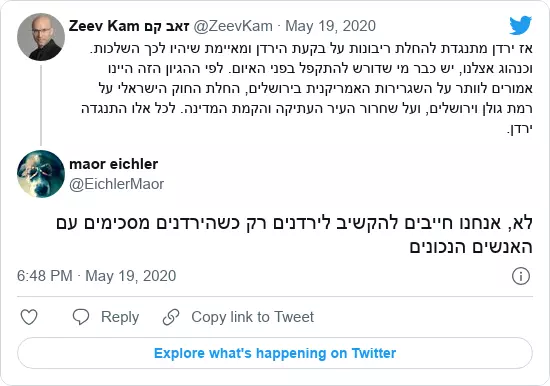 Zeev Kam זאב קם @ZeevKam · May 19, 2020
אז ירדן מתנגדת להחלת ריבונות על בקעת הירדן ומאיימת שיהיו לכך השלכות.
וכנהוג אצלנו, יש כבר מי שדורש להתקפל בפני האיום. לפי ההגיון הזה היינו
אמורים לוותר על השגרירות האמריקנית בירושלים, החלת החוק הישראלי על
רמת גולן וירושלים, ועל שחרור העיר העתיקה והקמת המדינה. לכל אלו התנגדה
ירדן.
maor eichler
@EichlerMaor
לא, אנחנו חייבים להקשיב לירדנים רק כשהירדנים מסכימים עם
האנשים הנכונים
6:48 PM · May 19, 2020
Reply Copy link to Tweet
Explore what's happening on Twitter